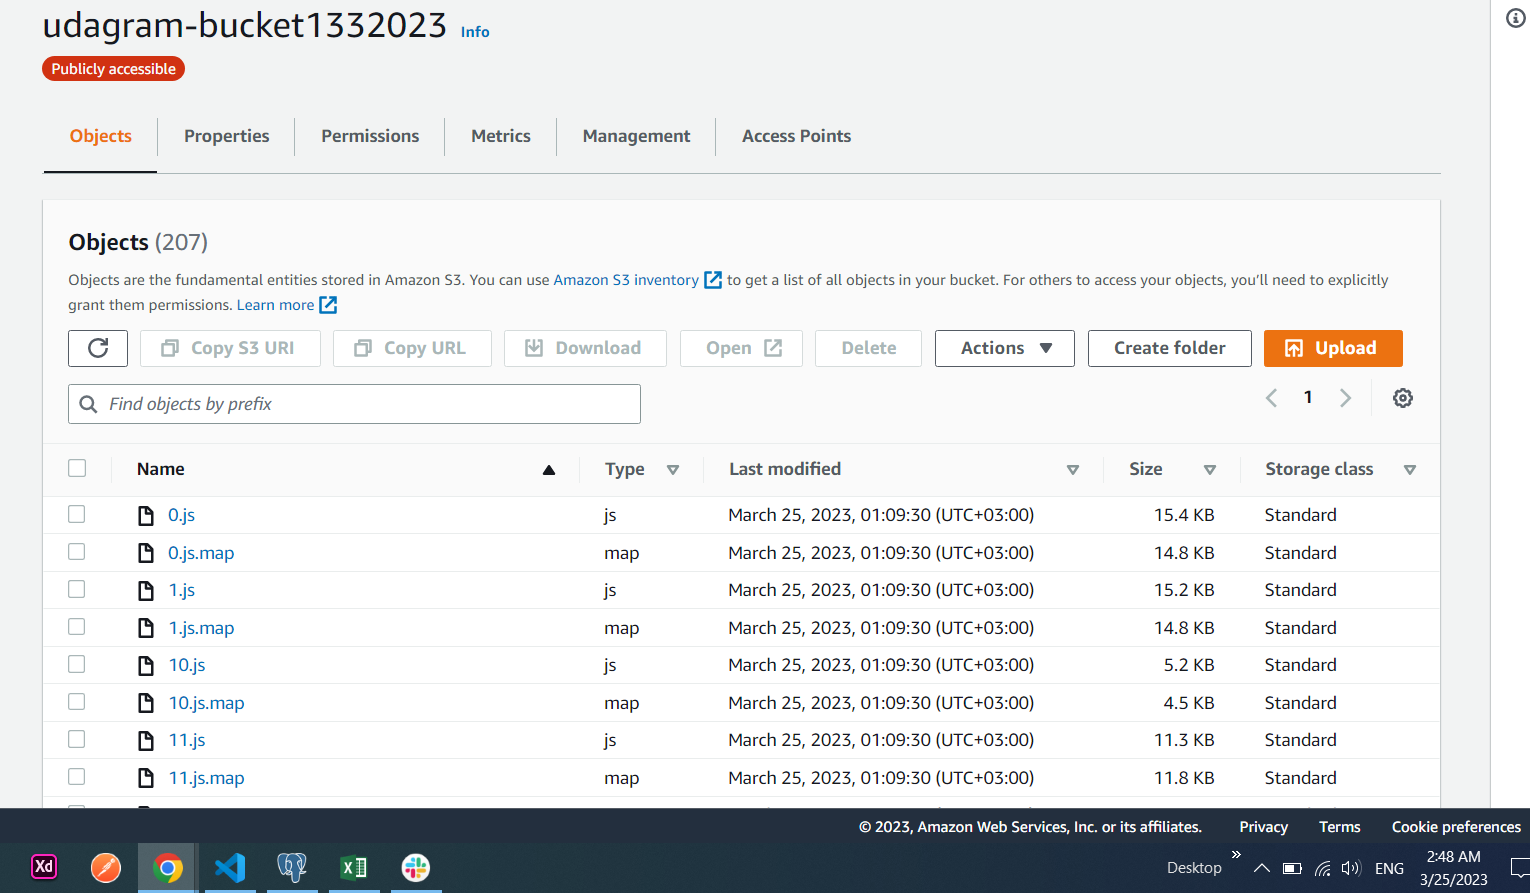 udagram-bucket1332023 Info
Publicly accessible
Objects Properties Permissions Metrics Management Access Points
Objects (207)
Objects are the fundamental entities stored in Amazon S3. You can use Amazon S3 inventory to get a list of all objects in your bucket. For others to access your objects, you'll need to explicitly
grant them permissions. Learn more
Copy S3 URI Copy URL Download Open Delete Actions Create folder Upload
Find objects by prefix
1
Name Type Last modified Size Storage class
0.js js March 25, 2023, 01:09:30 (UTC+03:00) 15.4 KB Standard
0.js.map map March 25, 2023, 01:09:30 (UTC+03:00) 14.8 KB Standard
1.js js March 25, 2023, 01:09:30 (UTC+03:00) 15.2 KB Standard
1.js.map map March 25, 2023, 01:09:30 (UTC+03:00) 14.8 KB Standard
10.js js March 25, 2023, 01:09:30 (UTC+03:00) 5.2 KB Standard
10.js.map map March 25, 2023, 01:09:30 (UTC+03:00) 4.5 KB Standard
11.js js March 25, 2023, 01:09:30 (UTC+03:00) 11.3 KB Standard
11.js.map map March 25, 2023, 01:09:30 (UTC+03:00) 11.8 KB Standard
© 2023, Amazon Web Services, Inc. or its affiliates. Privacy Terms Cookie preferences
Xd Desktop ENG 2:48 AM
3/25/2023